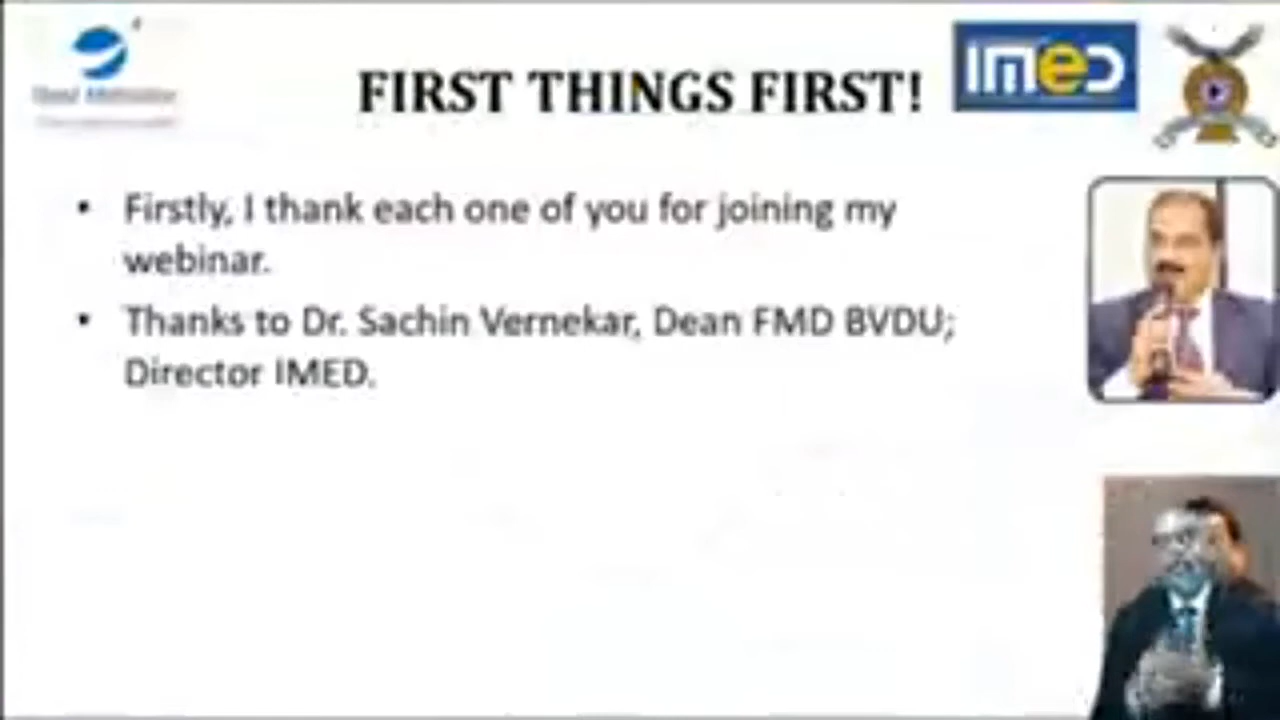 FIRST THINGS FIRST!
IMED
• Firstly, I thank each one of you for joining my
webinar.
• Thanks to Dr. Sachin Vernekar, Dean FMD BVDU;
Director IMED.